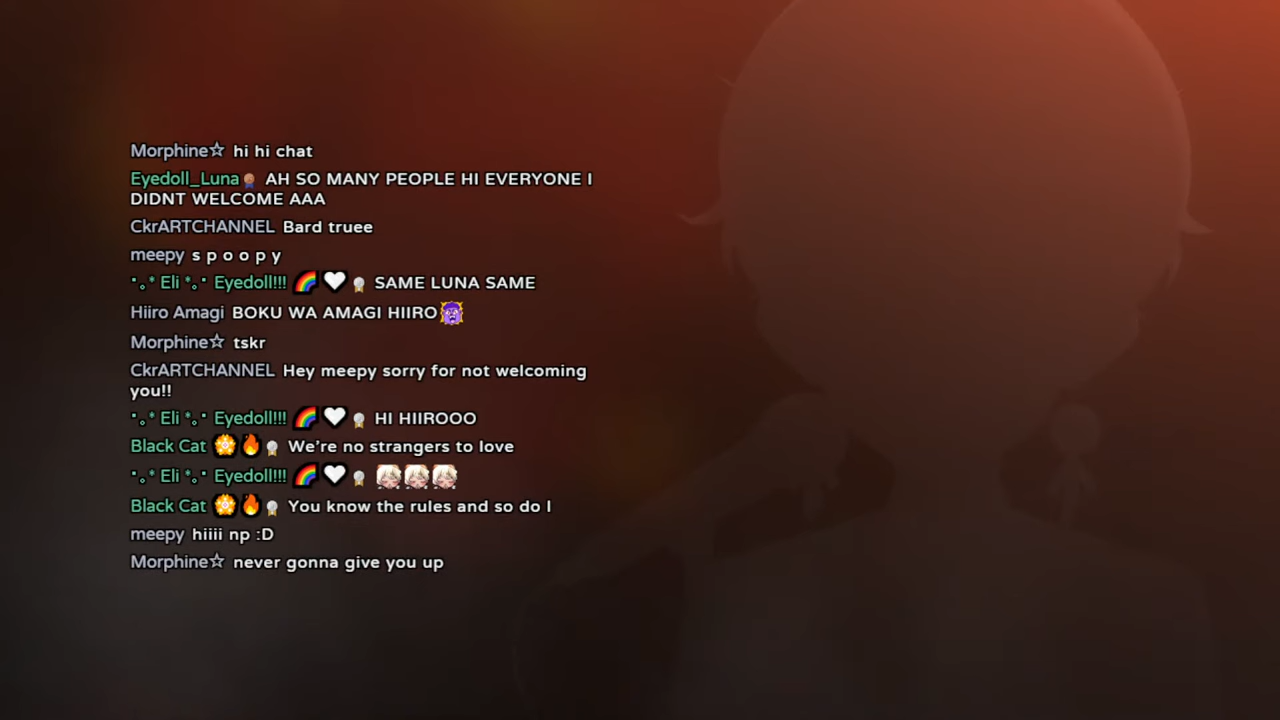 Morphine☆ hi hi chat
Eyedoll_Luna AH SO MANY PEOPLE HI EVERYONE I
DIDNT WELCOME AAA
CkrARTCHANNEL Bard truee
meepy s p o o p y
*｡* Eli *｡* Eyedoll!!! 🌈🤍 SAME LUNA SAME
Hiiro Amagi BOKU WA AMAGI HIIRO
Morphine☆ tskr
CkrARTCHANNEL Hey meepy sorry for not welcoming
you!!
*｡* Eli *｡* Eyedoll!!! 🌈🤍 HI HIIROOO
Black Cat 🔥 We're no strangers to love
*｡* Eli *｡* Eyedoll!!! 🌈🤍
Black Cat 🔥 You know the rules and so do I
meepy hiiii np :D
Morphine☆ never gonna give you up